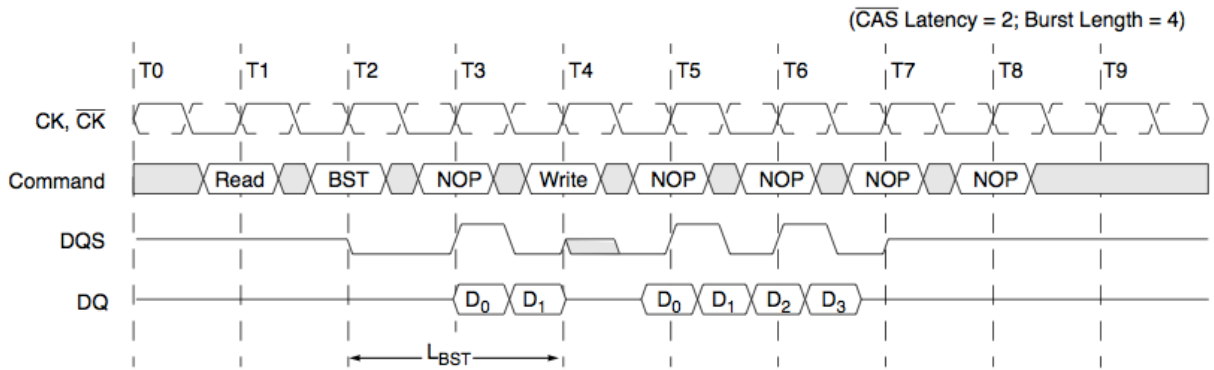 (CAS Latency = 2; Burst Length = 4)
T0 T1 T2 T3 T4 T5 T6 T7 T8 T9
CK, CK
Command Read BST NOP Write NOP NOP NOP NOP
DQS
DQ D0 D1 D0 D1 D2 D3
LBST